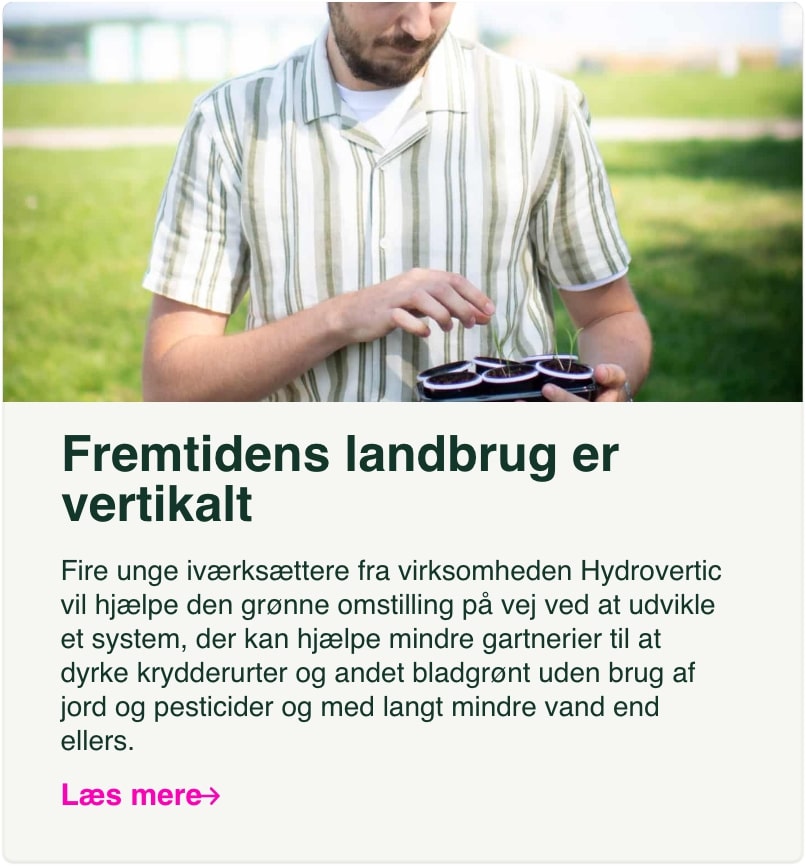 Fremtidens landbrug er
vertikalt
Fire unge iværksættere fra virksomheden Hydrovertic
vil hjælpe den grønne omstilling på vej ved at udvikle
et system, der kan hjælpe mindre gartnerier til at
dyrke krydderurter og andet bladgrønt uden brug af
jord og pesticider og med langt mindre vand end
ellers.
Læs mere→